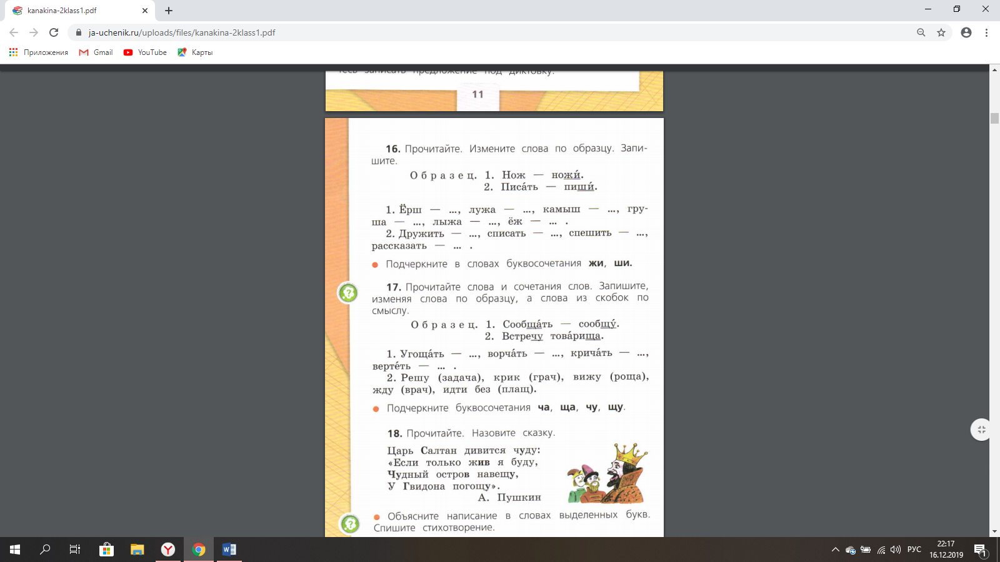 kanakina-2klass1.pdf
ja-uchenik.ru/uploads/files/kanakina-2klass1.pdf
Приложения Gmail YouTube Карты
тесь записать предложение под диктовку.
11
16. Прочитайте. Измените слова по образцу. Запи-
шите.
Образец. 1. Нож — ножи́.
2. Писа́ть — пиши́.
1. Ёрш — ..., лужа — ..., камыш — ..., гру-
ша — ..., лыжа — ..., ёж — ... .
2. Дружить — ..., списать — ..., спешить — ...,
рассказать — ... .
Подчеркните в словах буквосочетания жи, ши.
17. Прочитайте слова и сочетания слов. Запишите,
изменяя слова по образцу, а слова из скобок по
смыслу.
Образец. 1. Сообща́ть — сообщу́.
2. Встречу това́рища.
1. Угоща́ть — ..., ворча́ть — ..., крича́ть — ...,
верте́ть — ... .
2. Решу (задача), крик (грач), вижу (роща),
жду (врач), идти без (плащ).
Подчеркните буквосочетания ча, ща, чу, щу.
18. Прочитайте. Назовите сказку.
Царь Салтан дивится чуду:
«Если только жив я буду,
Чудный остров навещу,
У Гвидона погощу».
А. Пушкин
Объясните написание в словах выделенных букв.
Спишите стихотворение.
РУС
22:17
16.12.2019
1